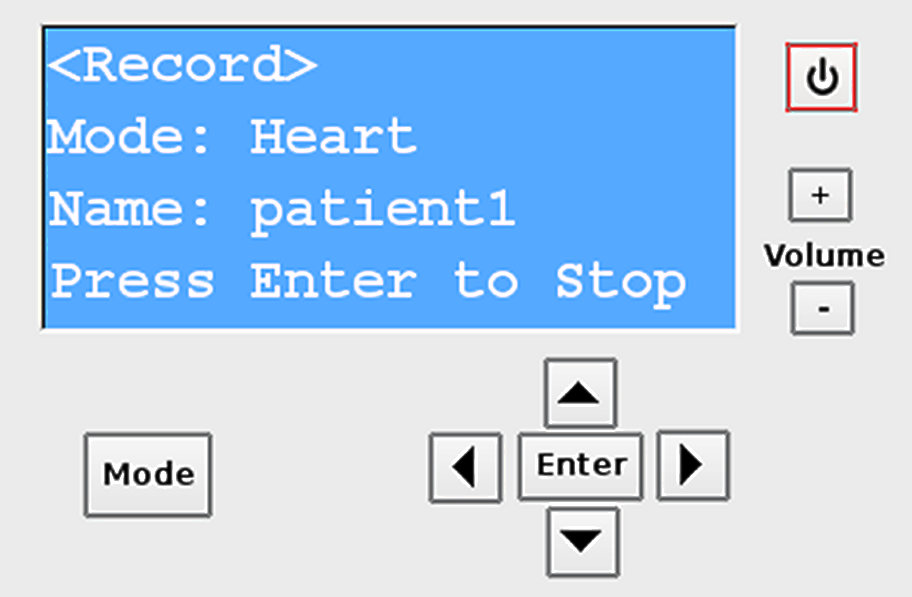 <Record>
Mode: Heart
Name: patient1
Press Enter to Stop
+
Volume
-
Mode
Enter